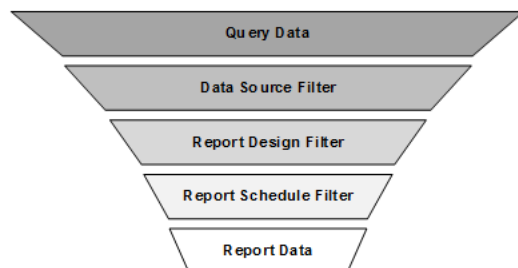 Query Data
Data Source Filter
Report Design Filter
Report Schedule Filter
Report Data